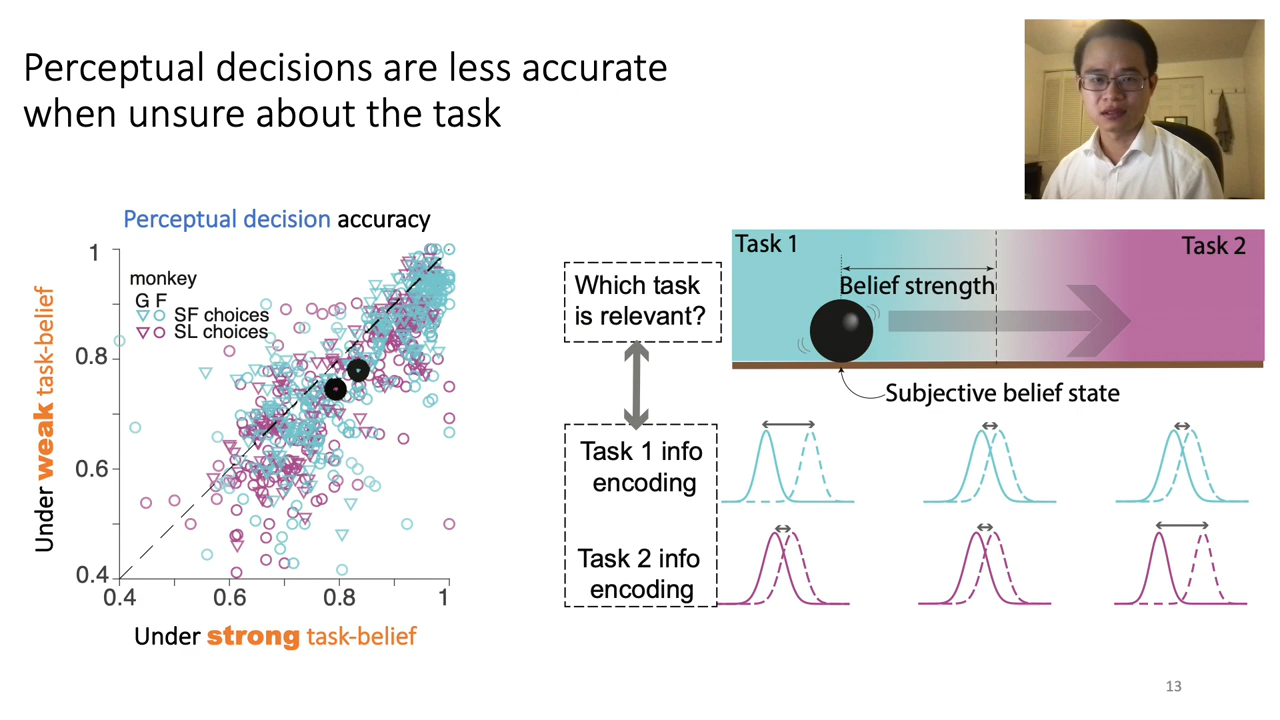 Perceptual decisions are less accurate
when unsure about the task
Perceptual decision accuracy
1
0.8
0.6
0.4
Under weak task-belief
monkey
G F
SF choices
SL choices
0.4
0.6
0.8
1
Under strong task-belief
Which task
is relevant?
Task 1 info
encoding
Task 2 info
encoding
Task 1
Task 2
Belief strength
Subjective belief state
13